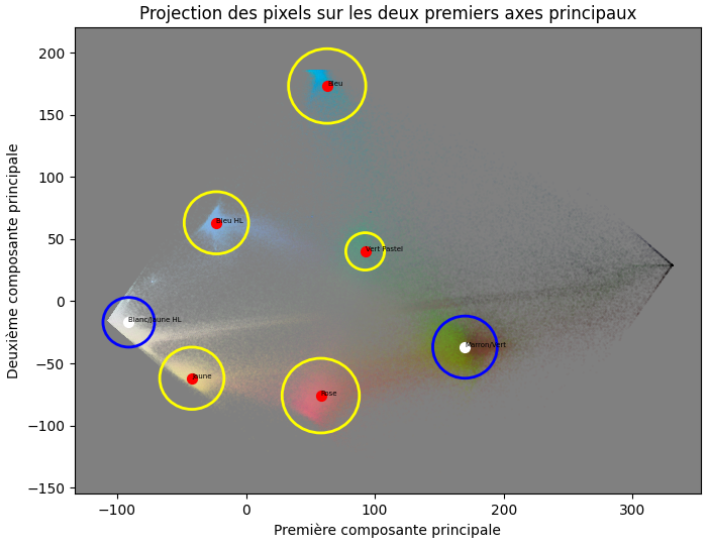 Projection des pixels sur les deux premiers axes principaux
Deuxième composante principale
200
150
100
50
0
−50
−100
−150
Bleu
Bleu HL
Vert Pastel
Blanc/Jaune HL
Marron/Vert
Jaune
Rose
−100
0
100
200
300
Première composante principale